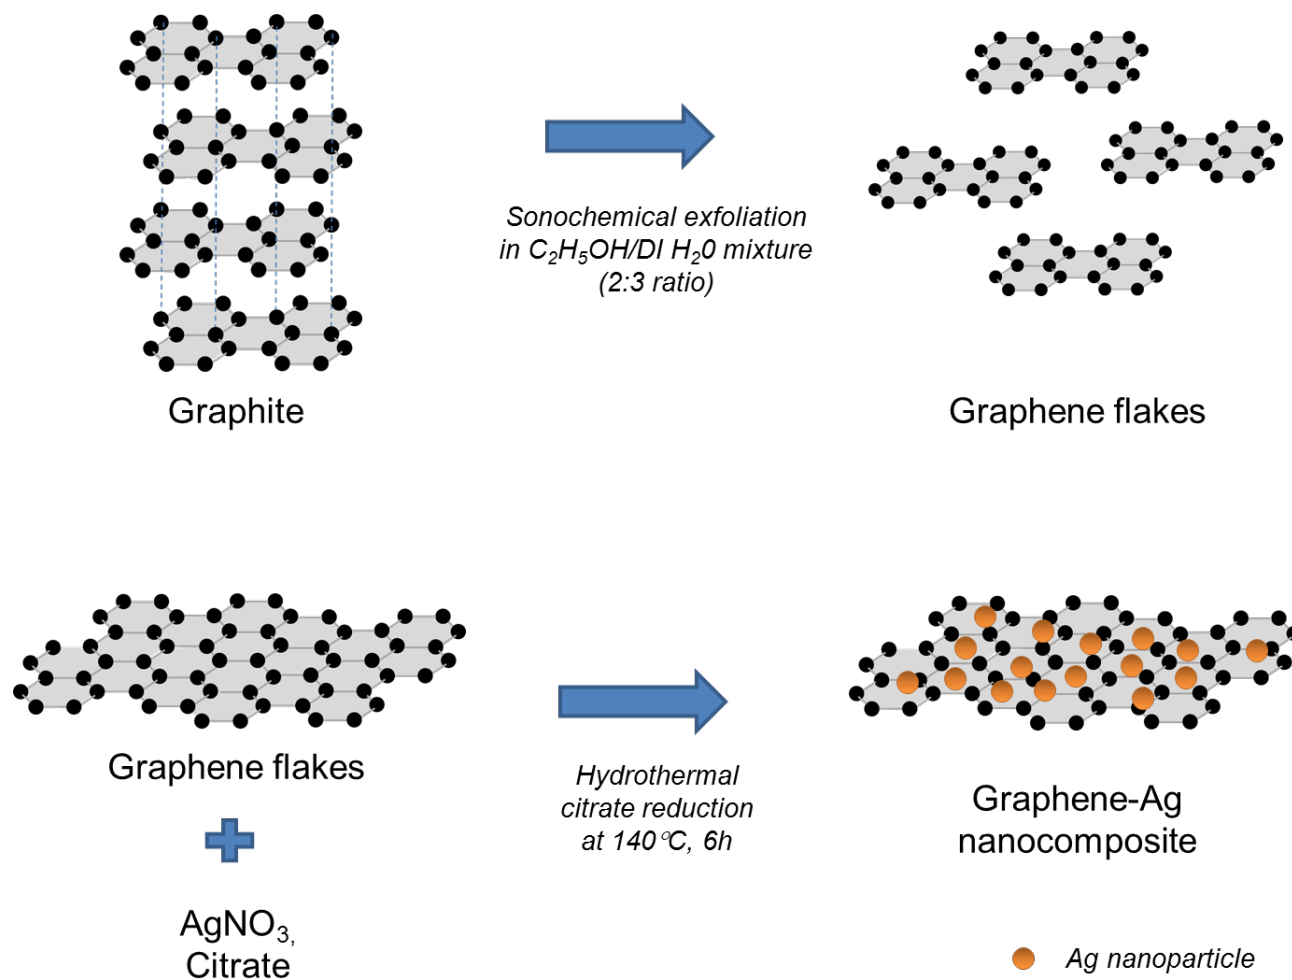 Sonochemical exfoliation
in C₂H₅OH/DI H₂0 mixture
(2:3 ratio)
Graphite
Graphene flakes
Graphene flakes
Hydrothermal
citrate reduction
at 140°C, 6h
Graphene-Ag
nanocomposite
AgNO₃,
Citrate
Ag nanoparticle